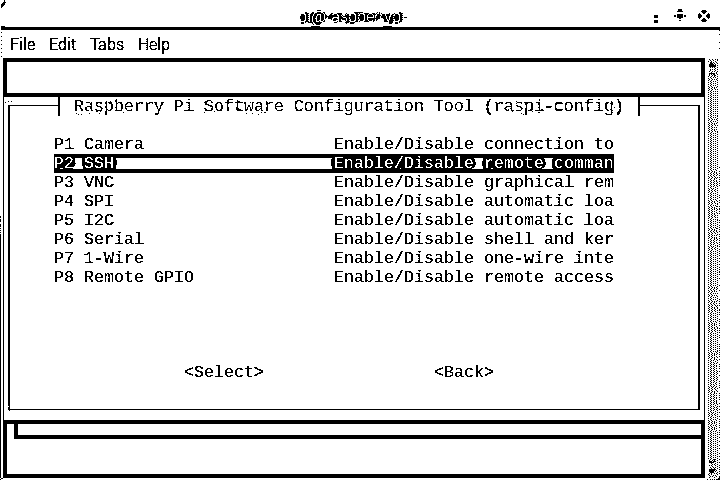 pi@raspberrypi
File Edit Tabs Help
Raspberry Pi Software Configuration Tool (raspi-config)
P1 Camera Enable/Disable connection to
P2 SSH Enable/Disable remote comman
P3 VNC Enable/Disable graphical rem
P4 SPI Enable/Disable automatic loa
P5 I2C Enable/Disable automatic loa
P6 Serial Enable/Disable shell and ker
P7 1-Wire Enable/Disable one-wire inte
P8 Remote GPIO Enable/Disable remote access
<Select> <Back>